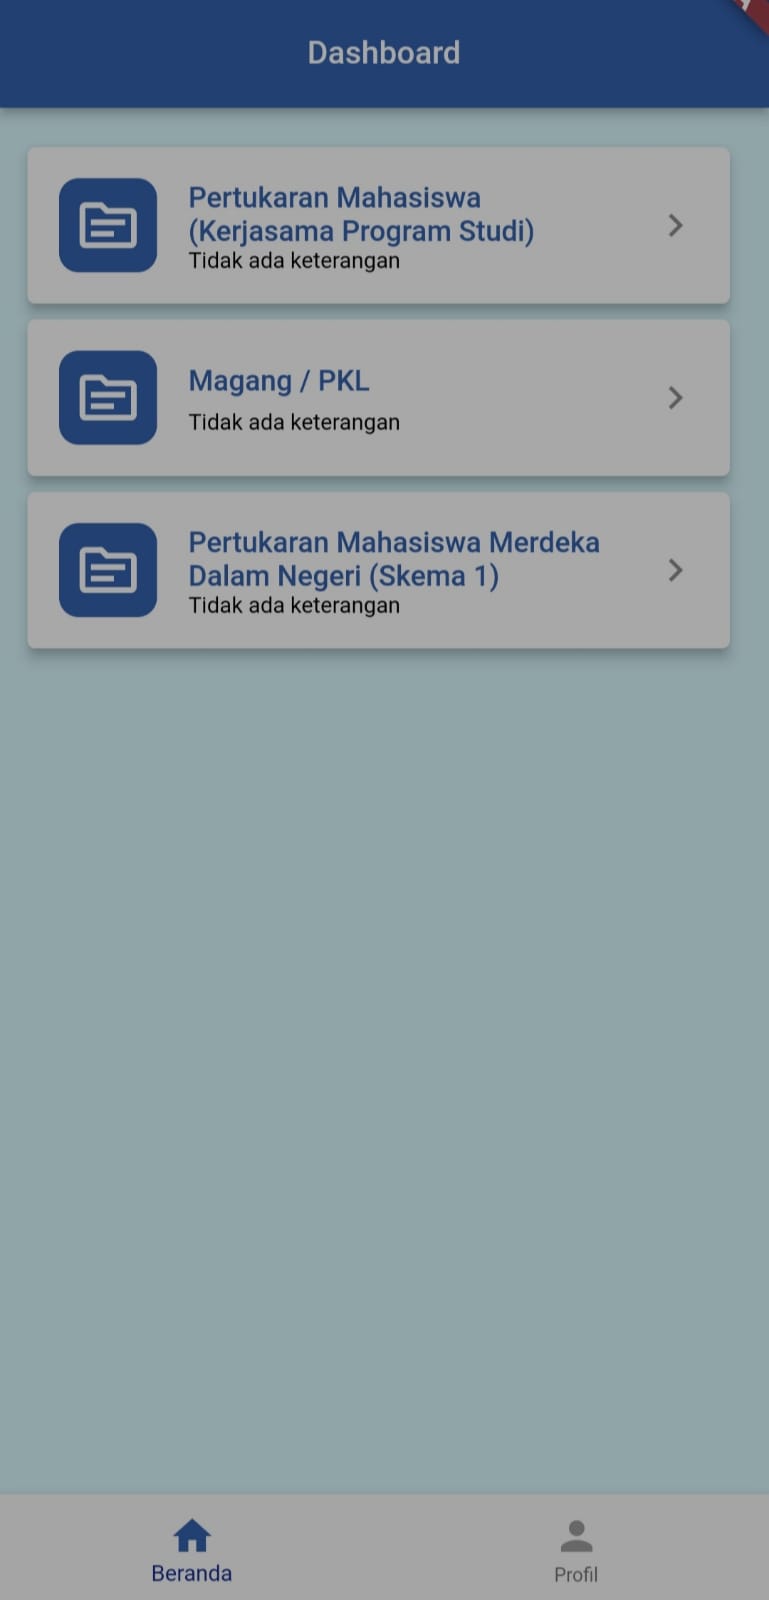 Dashboard
Pertukaran Mahasiswa
(Kerjasama Program Studi)
Tidak ada keterangan
Magang / PKL
Tidak ada keterangan
Pertukaran Mahasiswa Merdeka
Dalam Negeri (Skema 1)
Tidak ada keterangan
Beranda
Profil